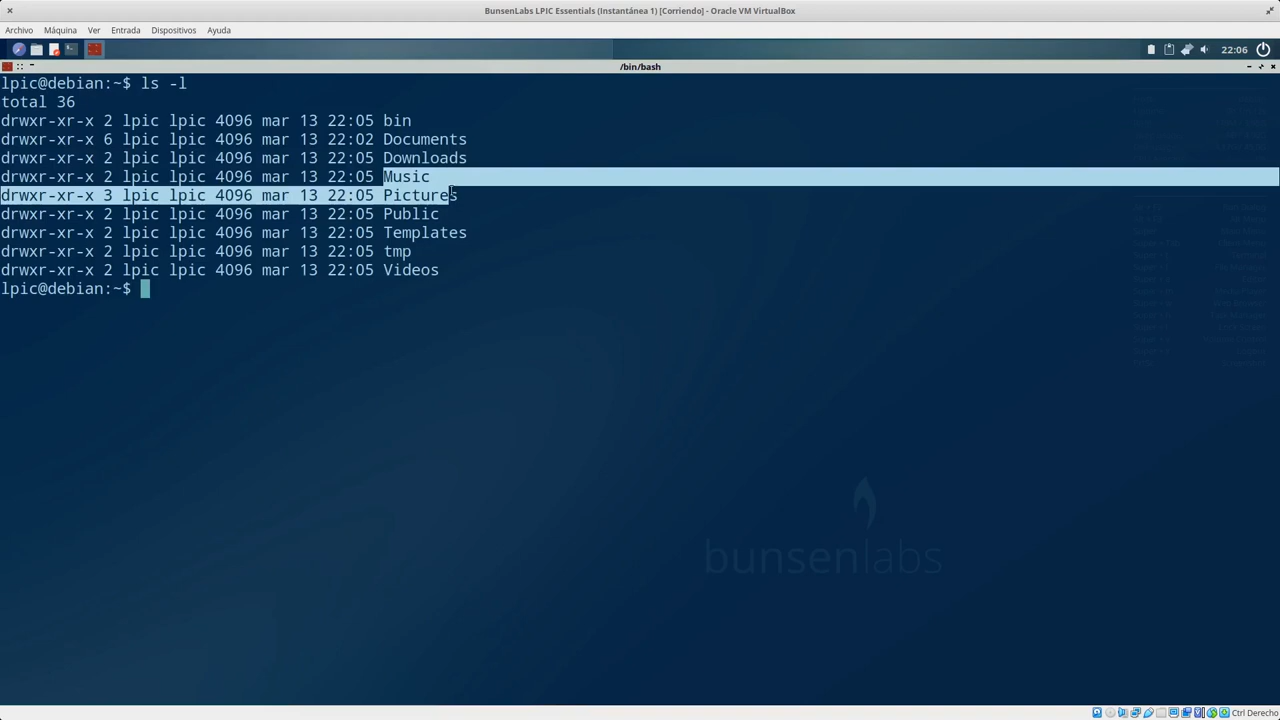 BunsenLabs LPIC Essentials (Instantánea 1) [Corriendo] - Oracle VM VirtualBox
Archivo Máquina Ver Entrada Dispositivos Ayuda
22:06
/bin/bash
lpic@debian:~$ ls -l
total 36
drwxr-xr-x 2 lpic lpic 4096 mar 13 22:05 bin
drwxr-xr-x 6 lpic lpic 4096 mar 13 22:02 Documents
drwxr-xr-x 2 lpic lpic 4096 mar 13 22:05 Downloads
drwxr-xr-x 2 lpic lpic 4096 mar 13 22:05 Music
drwxr-xr-x 3 lpic lpic 4096 mar 13 22:05 Pictures
drwxr-xr-x 2 lpic lpic 4096 mar 13 22:05 Public
drwxr-xr-x 2 lpic lpic 4096 mar 13 22:05 Templates
drwxr-xr-x 2 lpic lpic 4096 mar 13 22:05 tmp
drwxr-xr-x 2 lpic lpic 4096 mar 13 22:05 Videos
lpic@debian:~$
bunsenlabs
Ctrl Derecho